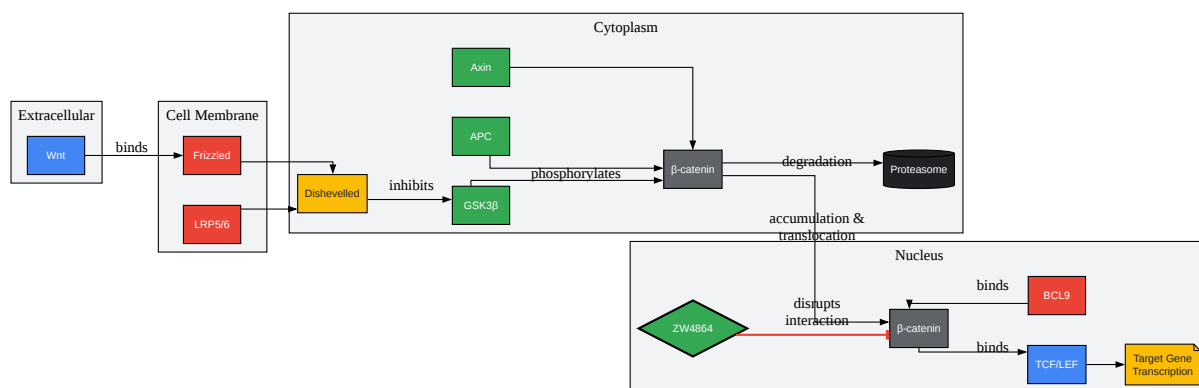 Cytoplasm
Axin
Extracellular
Cell Membrane
APC
Wnt
binds
Frizzled
β-catenin
degradation
Proteasome
phosphorylates
Dishevelled
inhibits
GSK3β
LRP5/6
accumulation &
translocation
Nucleus
binds
BCL9
disrupts
interaction
ZW4864
β-catenin
binds
TCF/LEF
Target Gene
Transcription